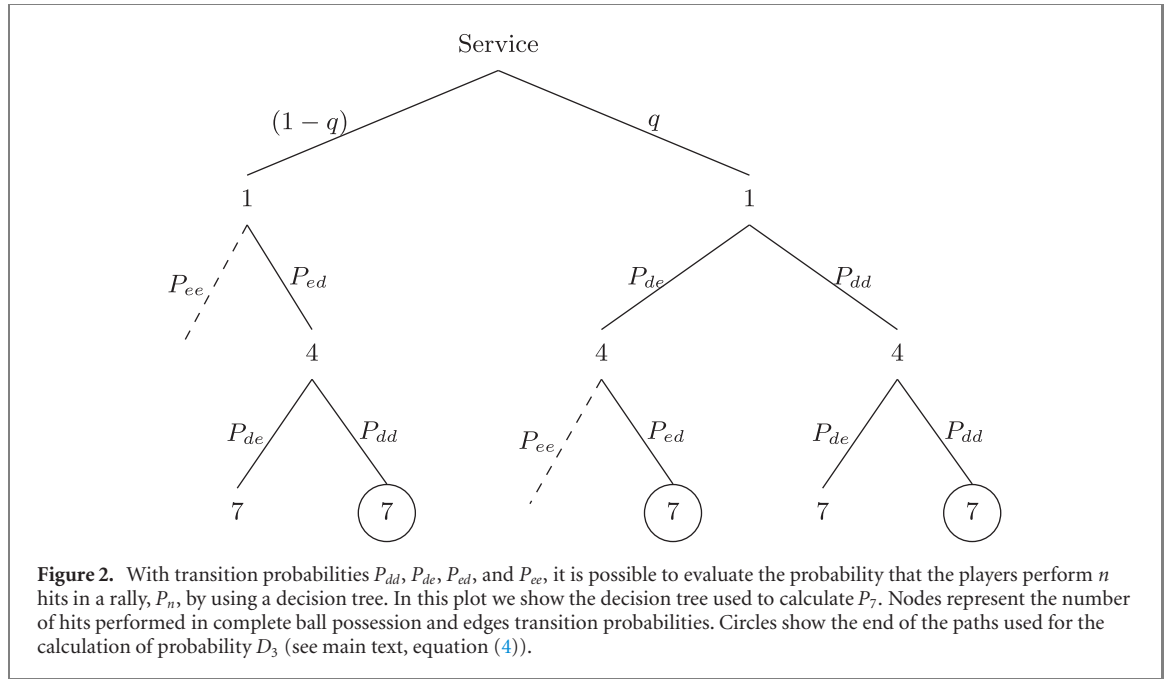 Service
(1 − q)
q
1
1
P_ee
P_ed
P_de
P_dd
4
4
4
P_de
P_dd
P_ee
P_ed
P_de
P_dd
7
7
7
7
7
Figure 2. With transition probabilities P_dd, P_de, P_ed, and P_ee, it is possible to evaluate the probability that the players perform n
hits in a rally, P_n, by using a decision tree. In this plot we show the decision tree used to calculate P_7. Nodes represent the number
of hits performed in complete ball possession and edges transition probabilities. Circles show the end of the paths used for the
calculation of probability D_3 (see main text, equation (4)).